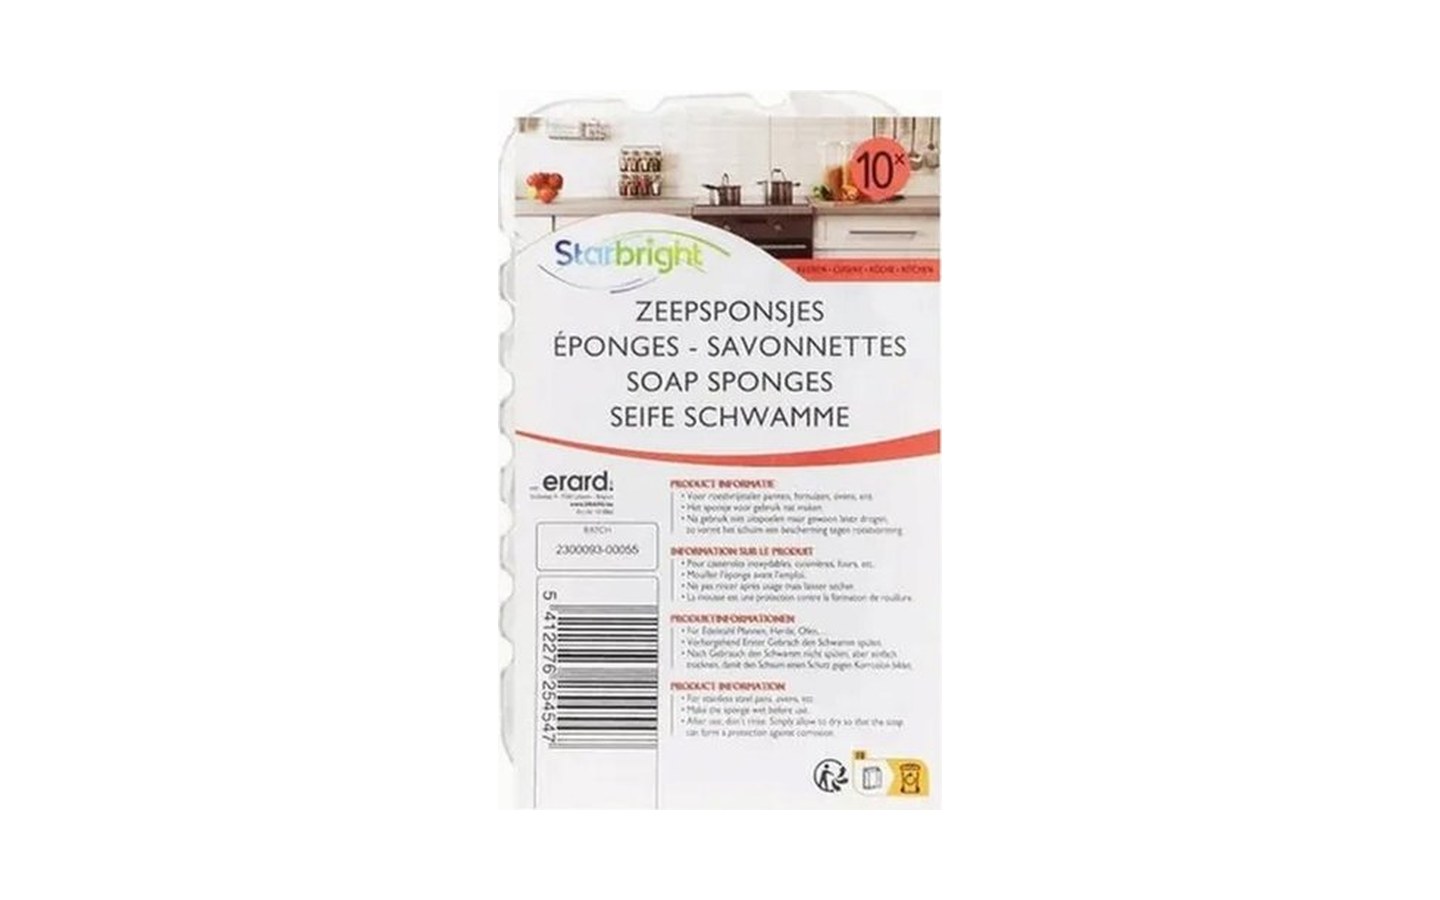 10x
Starbright
KEUKEN • CUISINE • KÜCHE • KITCHEN
ZEEPSPONSJES
ÉPONGES - SAVONNETTES
SOAP SPONGES
SEIFE SCHWAMME
erard
BATCH
2300093-00055
5 412276 254547
PRODUCT INFORMATIE
• Voor roestvrijstalen pannen, fornuizen, ovens, enz.
• Het sponsje voor gebruik nat maken.
• Na gebruik niet uitspoelen maar gewoon laten drogen,
zo vormt het schuim een bescherming tegen roestvorming.
INFORMATION SUR LE PRODUIT
• Pour casseroles inoxydables, cuisinières, fours, etc.
• Mouiller l'éponge avant l'emploi.
• Ne pas rincer après usage mais laisser sécher.
• La mousse est une protection contre la formation de rouillure.
PRODUKTINFORMATIONEN
• Für Edelstahl Pfannen, Herde, Ofen,...
• Vorhergehend Erster Gebrach den Schwamm spülen.
• Nach Gebrauch den Schwamm nicht spülen, aber einfach
trocknen, damit den Schaum einen Schutz gegen Korrosion bildet.
PRODUCT INFORMATION
• For stainless steel pans, ovens, etc
• Make the sponge wet before use.
• After use, don't rinse. Simply allow to dry so that the soap
can form a protection against corrosion.